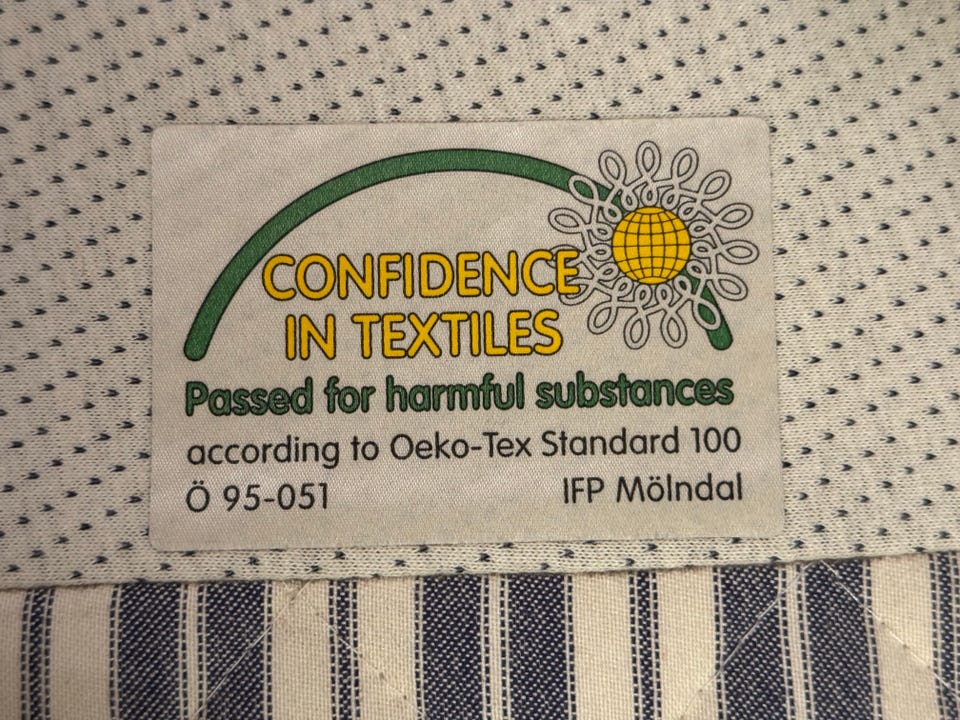 CONFIDENCE
IN TEXTILES
Passed for harmful substances
according to Oeko-Tex Standard 100
Ö 95-051 IFP Mölndal